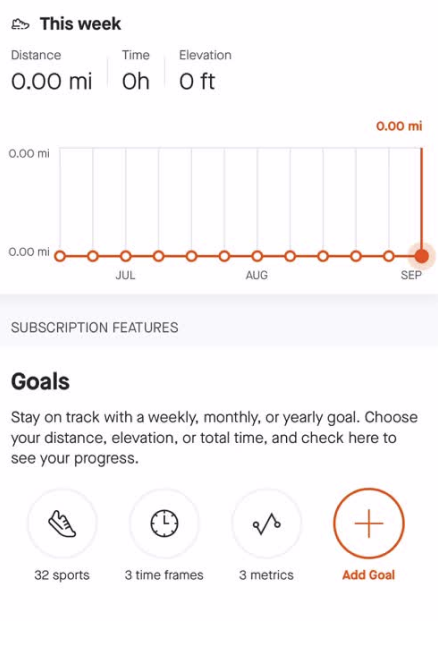 This week
Distance Time Elevation
0.00 mi 0h 0 ft
0.00 mi
0.00 mi
0.00 mi
JUL AUG SEP
SUBSCRIPTION FEATURES
Goals
Stay on track with a weekly, monthly, or yearly goal. Choose
your distance, elevation, or total time, and check here to
see your progress.
32 sports 3 time frames 3 metrics Add Goal